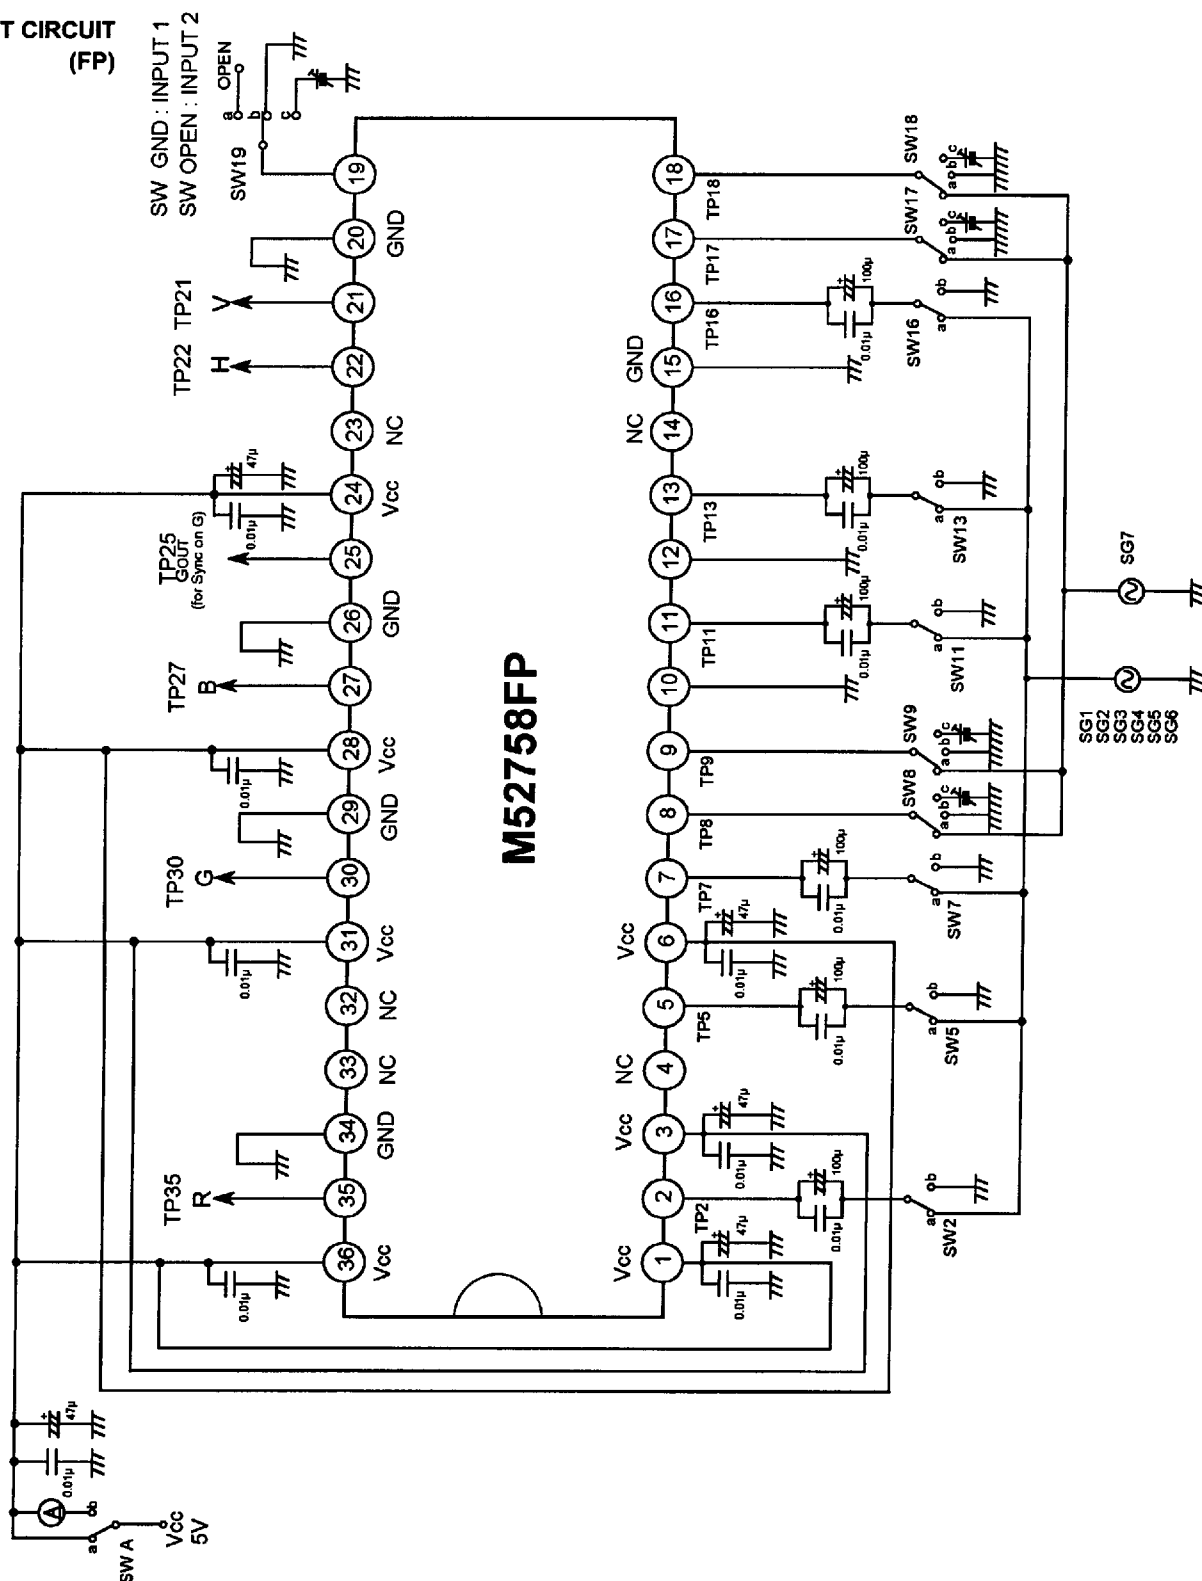 T CIRCUIT
(FP)
SW GND : INPUT 1
SW OPEN : INPUT 2
OPEN
a
b
c
SW19
19
20
GND
21
V
TP21
22
H
TP22
23
NC
24
Vcc
47µ
+
0.01µ
25
TP25
GOUT
(for Sync on G)
26
GND
27
B
TP27
28
Vcc
0.01µ
29
GND
30
G
TP30
31
Vcc
0.01µ
32
NC
33
NC
34
GND
35
R
TP35
36
Vcc
0.01µ
+
47µ
0.01µ
A
a
b
SW A
Vcc
5V
M52758FP
18
TP18
SW18
a
b
c
17
TP17
SW17
a
b
c
16
TP16
+
100µ
0.01µ
SW16
a
b
15
GND
14
NC
13
TP13
+
100µ
0.01µ
SW13
a
b
12
11
TP11
+
100µ
0.01µ
SW11
a
b
10
9
TP9
SW9
a
b
c
8
TP8
SW8
a
b
c
7
TP7
+
100µ
0.01µ
SW7
a
b
6
Vcc
+
47µ
0.01µ
5
TP5
+
100µ
0.01µ
SW5
a
b
4
NC
3
Vcc
+
47µ
0.01µ
2
TP2
+
100µ
0.01µ
SW2
a
b
1
Vcc
+
47µ
0.01µ
SG7
SG1
SG2
SG3
SG4
SG5
SG6